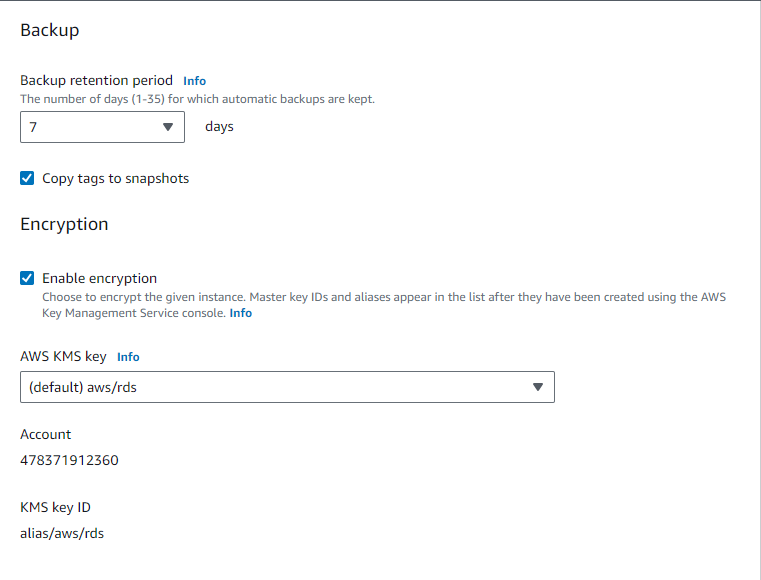 Backup
Backup retention period Info
The number of days (1-35) for which automatic backups are kept.
7 days
Copy tags to snapshots
Encryption
Enable encryption
Choose to encrypt the given instance. Master key IDs and aliases appear in the list after they have been created using the AWS
Key Management Service console. Info
AWS KMS key Info
(default) aws/rds
Account
478371912360
KMS key ID
alias/aws/rds